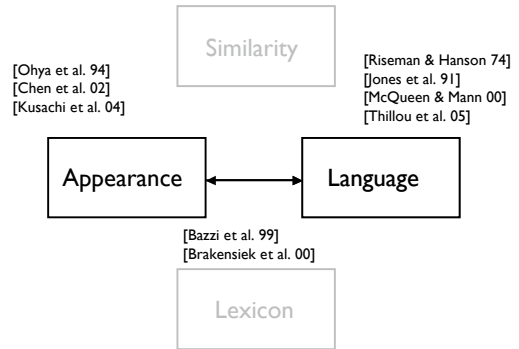 Similarity
[Ohya et al. 94]
[Chen et al. 02]
[Kusachi et al. 04]
[Riseman & Hanson 74]
[Jones et al. 91]
[McQueen & Mann 00]
[Thillou et al. 05]
Appearance
Language
[Bazzi et al. 99]
[Brakensiek et al. 00]
Lexicon